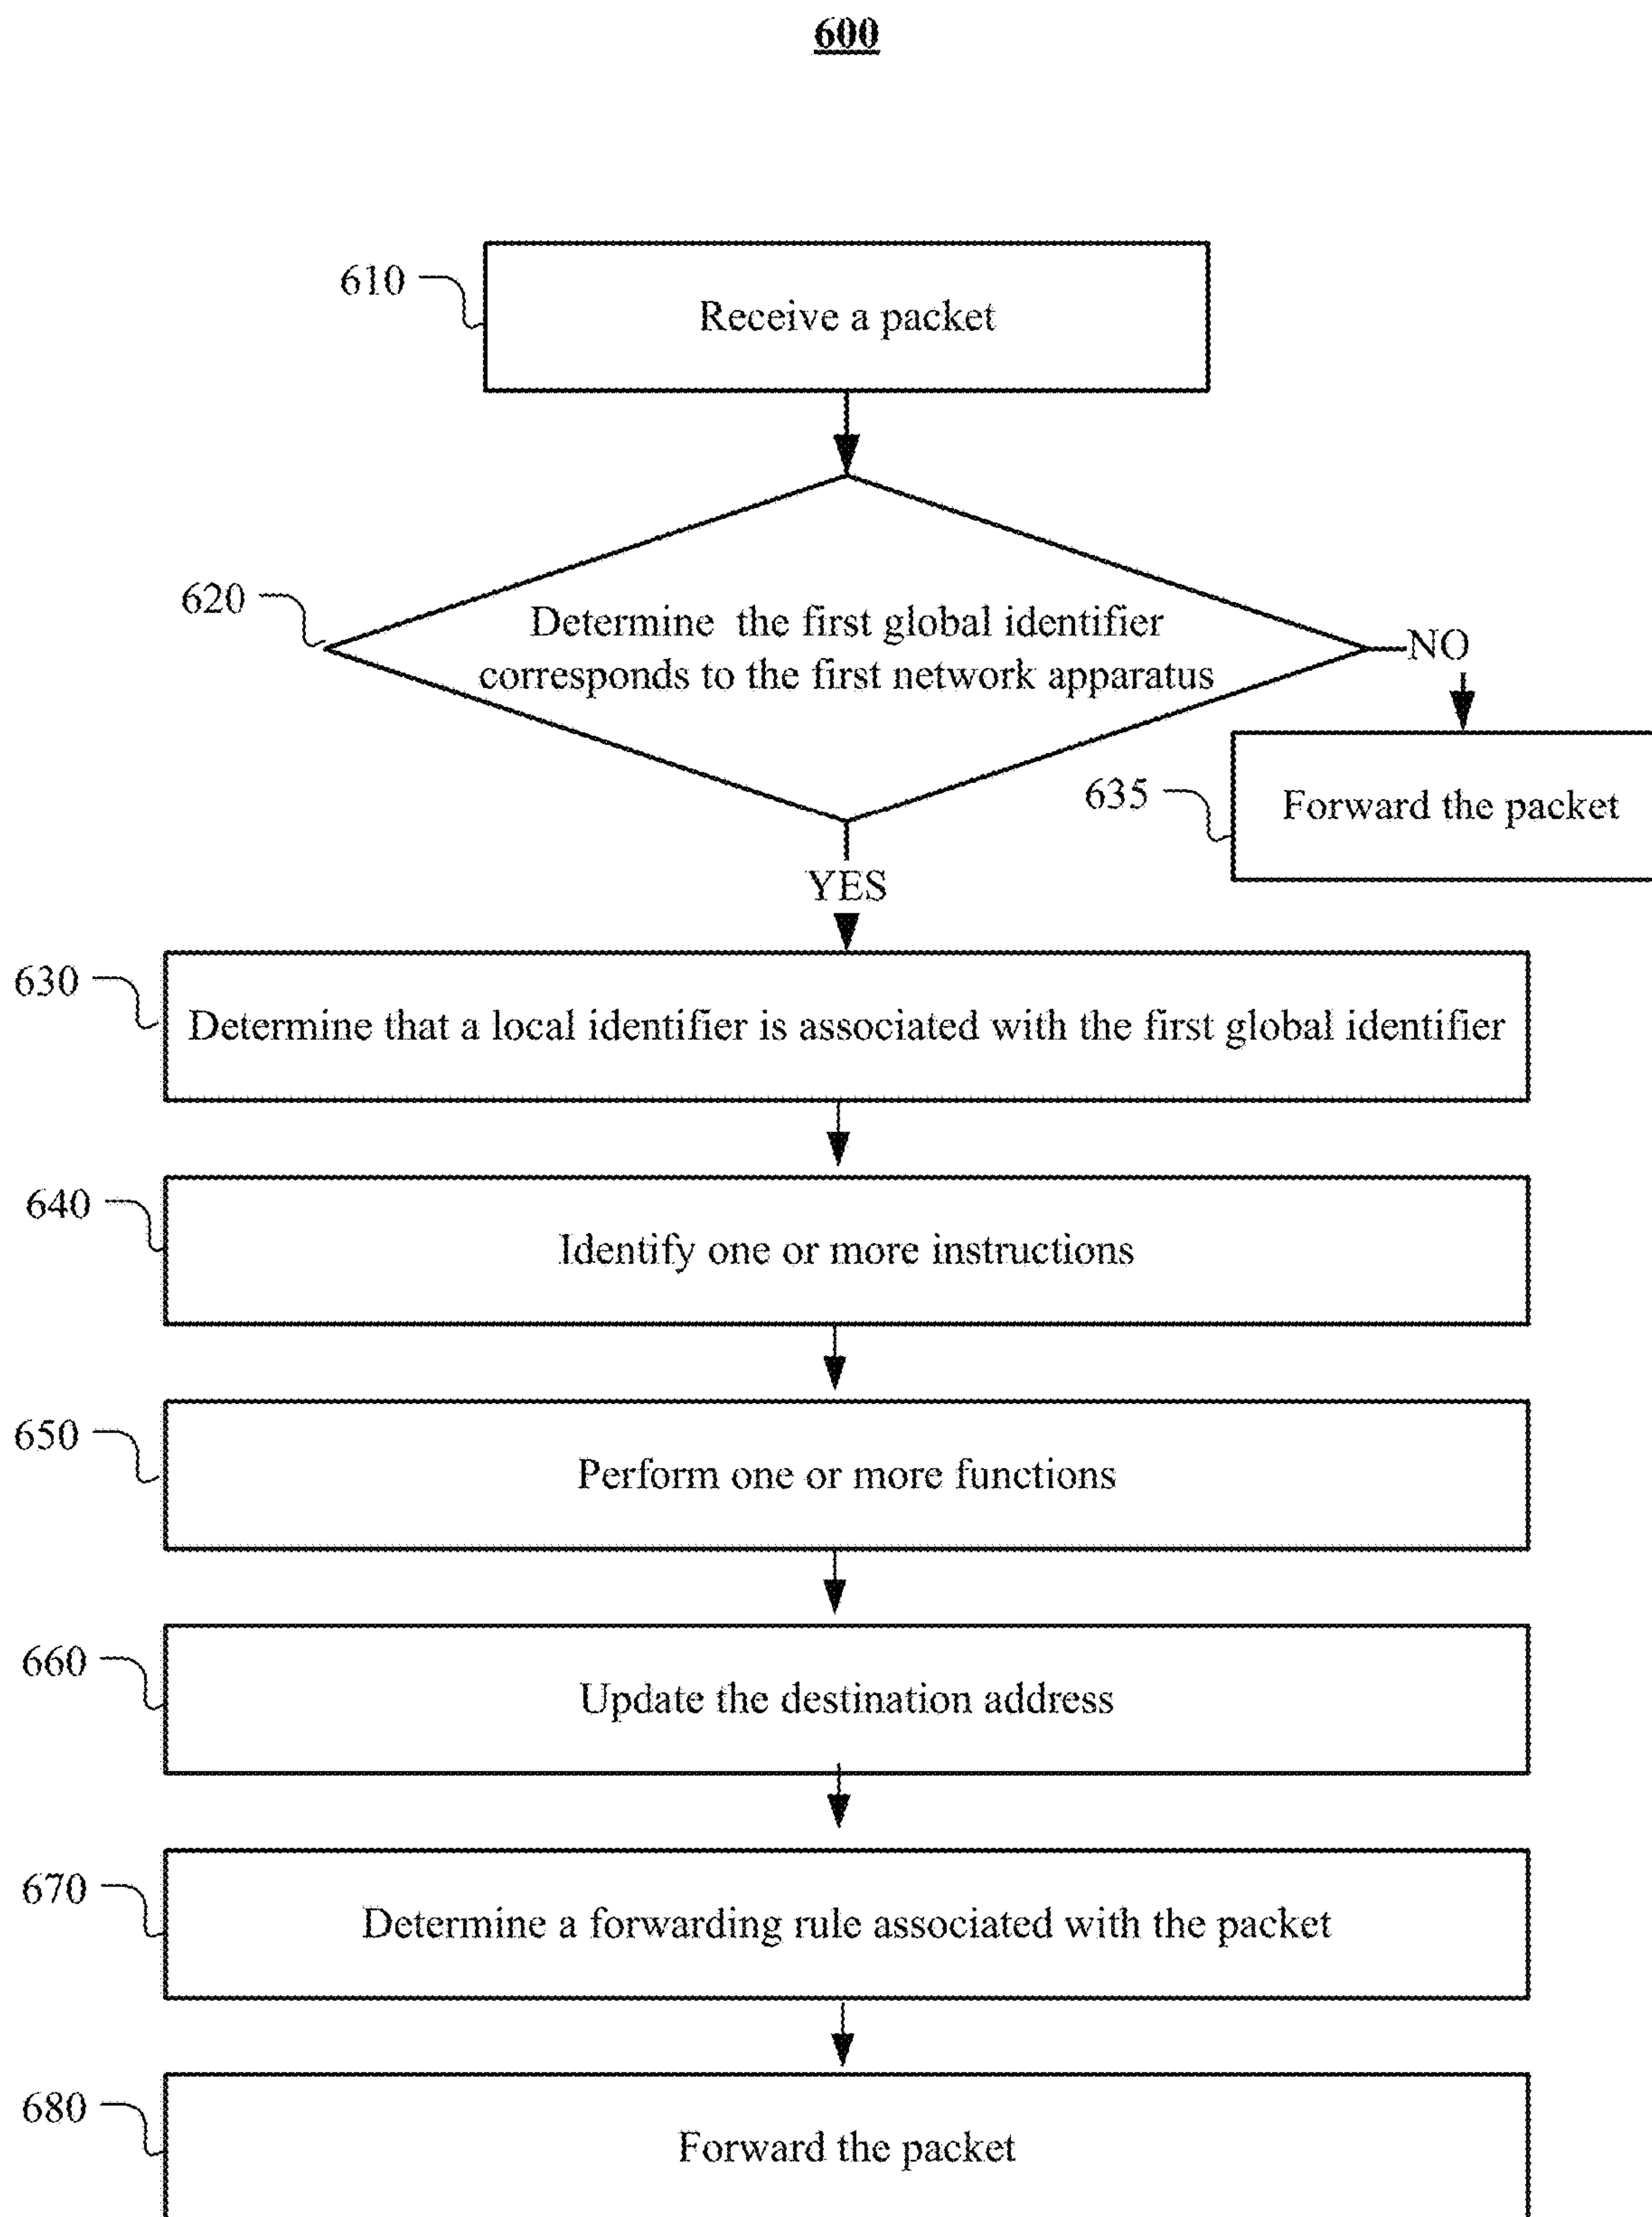 600
610
Receive a packet
620
Determine the first global identifier
corresponds to the first network apparatus
NO
635
Forward the packet
YES
630
Determine that a local identifier is associated with the first global identifier
640
Identify one or more instructions
650
Perform one or more functions
660
Update the destination address
670
Determine a forwarding rule associated with the packet
680
Forward the packet